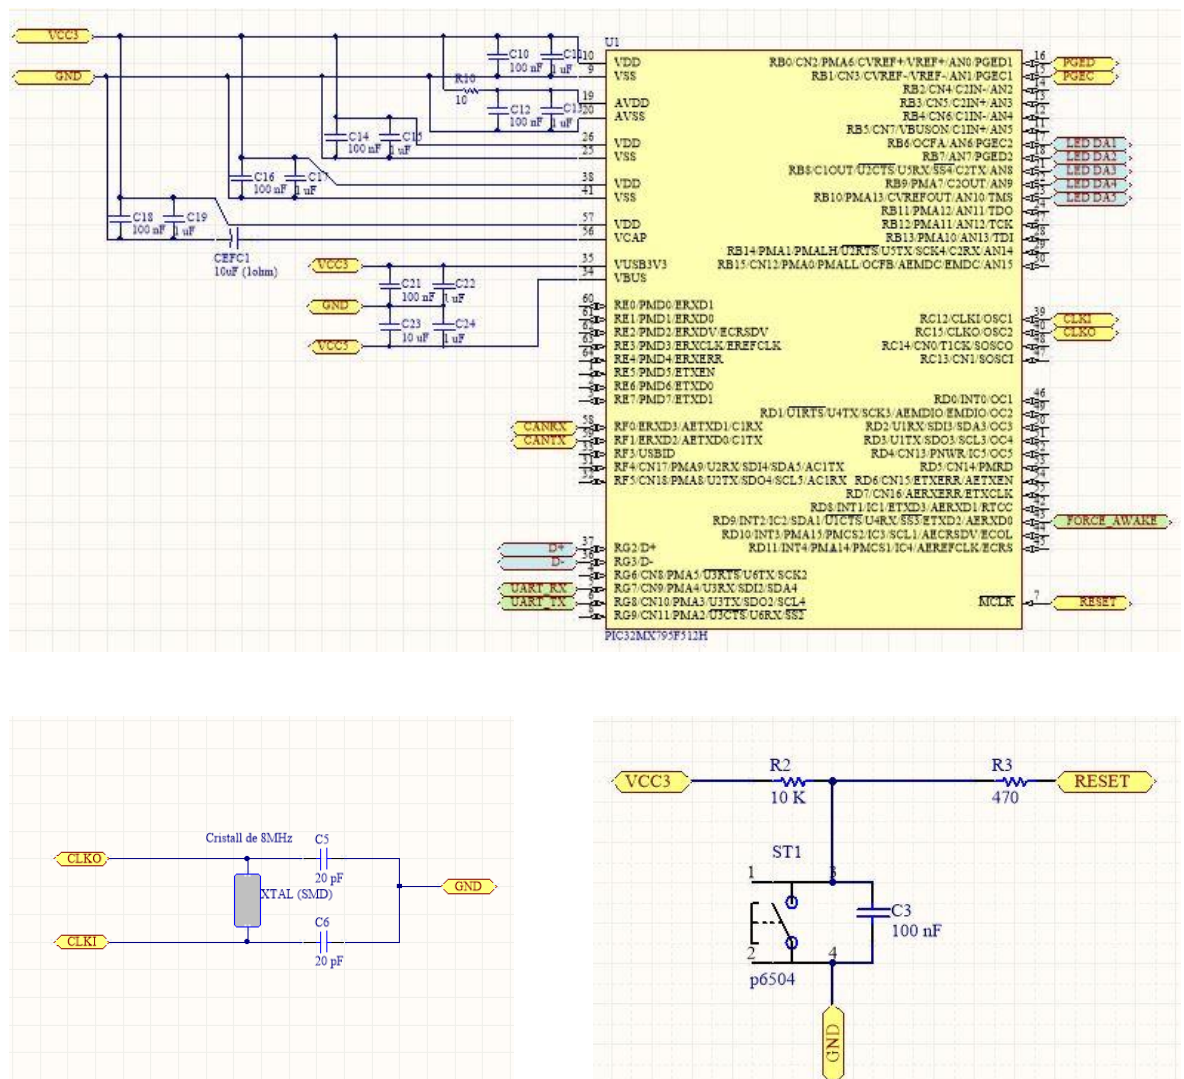 VCC3
GND
U1
C10
100 nF
1 uF
R10
10
C12
100 nF
1 uF
C14
100 nF
C15
1 uF
C16
100 nF
C17
1 uF
C18
100 nF
C19
1 uF
CEFC1
10uF (1ohm)
VCC3
GND
VCC5
C21
100 nF
C22
1 uF
C23
10 uF
C24
1 uF
10 VDD
9 VSS
19 AVDD
20 AVSS
26 VDD
25 VSS
38 VDD
41 VSS
57 VDD
56 VCAP
35 VUSB3V3
34 VBUS
60 RE0/PMD0/ERXD1
61 RE1/PMD1/ERXD0
RE2/PMD2/ERXDV/ECRSDV
63 RE3/PMD3/ERXCLK/EREFCLK
64 RE4/PMD4/ERXERR
RE5/PMD5/ETXEN
RE6/PMD6/ETXD0
RE7/PMD7/ETXD1
CANRX 58 RF0/ERXD3/AETXD1/C1RX
CANTX RF1/ERXD2/AETXD0/C1TX
RF3/USBID
RF4/CN17/PMA9/U2RX/SDI4/SDA5/AC1TX
RF5/CN18/PMA8/U2TX/SDO4/SCL5/AC1RX
D+ 37 RG2/D+
D- 36 RG3/D-
RG6/CN8/PMA5/U3RTS/U6TX/SCK2
UART_RX RG7/CN9/PMA4/U3RX/SDI2/SDA4
UART_TX RG8/CN10/PMA3/U3TX/SDO2/SCL4
RG9/CN11/PMA2/U3CTS/U6RX/SS2
RB0/CN2/PMA6/CVREF+/VREF+/AN0/PGED1 16 PGED
RB1/CN3/CVREF-/VREF-/AN1/PGEC1 PGEC
RB2/CN4/C2IN-/AN2
RB3/CN5/C2IN+/AN3
RB4/CN6/C1IN-/AN4
RB5/CN7/VBUSON/C1IN+/AN5
RB6/OCFA/AN6/PGEC2 LED DA1
RB7/AN7/PGED2 LED DA2
RB8/C1OUT/U2CTS/U5RX/SS4/C2TX/AN8 LED DA3
RB9/PMA7/C2OUT/AN9 LED DA4
RB10/PMA13/CVREFOUT/AN10/TMS LED DA5
RB11/PMA12/AN11/TDO
RB12/PMA11/AN12/TCK
RB13/PMA10/AN13/TDI
RB14/PMA1/PMALH/U2RTS/U5TX/SCK4/C2RX/AN14
RB15/CN12/PMA0/PMALL/OCFB/AEMDC/EMDC/AN15
RC12/CLKI/OSC1 39 CLKI
RC15/CLKO/OSC2 40 CLKO
RC14/CN0/T1CK/SOSCO 48
RC13/CN1/SOSCI 47
RD0/INT0/OC1 46
RD1/U1RTS/U4TX/SCK3/AEMDIO/EMDIO/OC2
RD2/U1RX/SDI3/SDA3/OC3
RD3/U1TX/SDO3/SCL3/OC4
RD4/CN13/PNWR/IC5/OC5
RD5/CN14/PMRD
RD6/CN15/ETXERR/AETXEN
RD7/CN16/AERXERR/ETXCLK
RD8/INT1/IC1/ETXD3/AERXD1/RTCC
RD9/INT2/IC2/SDA1/U1CTS/U4RX/SS3/ETXD2/AERXD0 FORCE_AWAKE
RD10/INT3/PMA15/PMCS2/IC3/SCL1/AECRSDV/ECOL
RD11/INT4/PMA14/PMCS1/IC4/AEREFCLK/ECRS
MCLR 7 RESET
PIC32MX795F512H
Cristall de 8MHz
C5
CLKO
20 pF
XTAL (SMD)
GND
C6
CLKI
20 pF
R2
R3
VCC3
RESET
10 K
470
ST1
1
3
C3
100 nF
2
4
p6504
GND